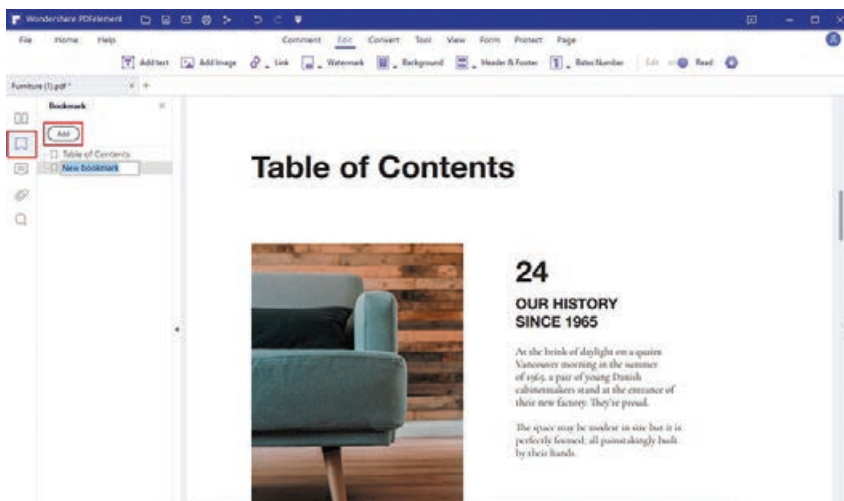 Wondershare PDFelement
File Home Help Comment Edit Convert Tool View Form Protect Page
Add text Add Image Link Watermark Background Header & Footer Bates Number Edit Read
Furniture (1).pdf * × +
Bookmark
Add
Table of Contents
New bookmark
Table of Contents
24
OUR HISTORY
SINCE 1965
At the brink of daylight on a quaint
Vancouver morning in the summer
of 1965, a pair of young Danish
cabinetmakers stand at the entrance of
their new factory. They're proud.
The space may be modest in size but it is
perfectly formed, all painstakingly built
by their hands.